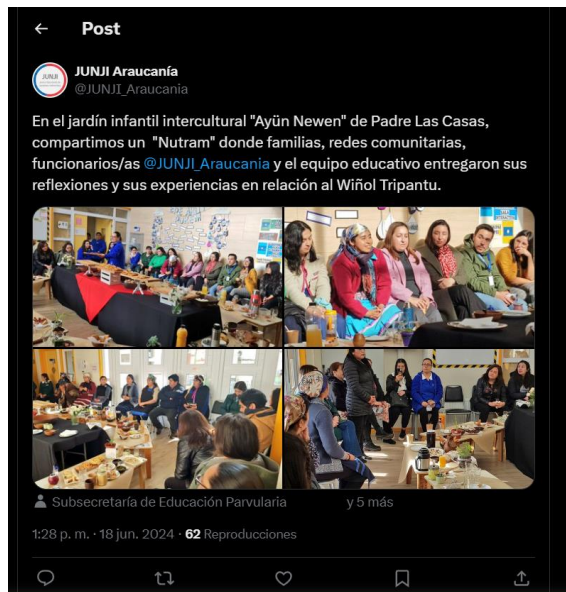 Post
JUNJI
JUNJI Araucanía
@JUNJI_Araucania
En el jardín infantil intercultural "Ayün Newen" de Padre Las Casas,
compartimos un "Nutram" donde familias, redes comunitarias,
funcionarios/as @JUNJI_Araucania y el equipo educativo entregaron sus
reflexiones y sus experiencias en relación al Wiñol Tripantu.
Subsecretaría de Educación Parvularia y 5 más
1:28 p. m. · 18 jun. 2024 · 62 Reproducciones